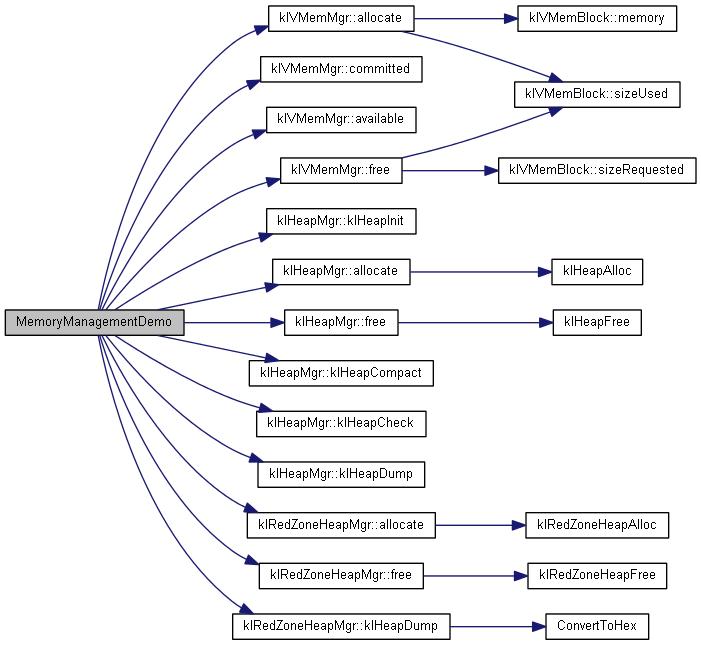 klVMemMgr::allocate
klVMemBlock::memory
klVMemMgr::committed
klVMemBlock::sizeUsed
klVMemMgr::available
klVMemMgr::free
klVMemBlock::sizeRequested
klHeapMgr::klHeapInit
klHeapMgr::allocate
klHeapAlloc
MemoryManagementDemo
klHeapMgr::free
klHeapFree
klHeapMgr::klHeapCompact
klHeapMgr::klHeapCheck
klHeapMgr::klHeapDump
klRedZoneHeapMgr::allocate
klRedZoneHeapAlloc
klRedZoneHeapMgr::free
klRedZoneHeapFree
klRedZoneHeapMgr::klHeapDump
ConvertToHex